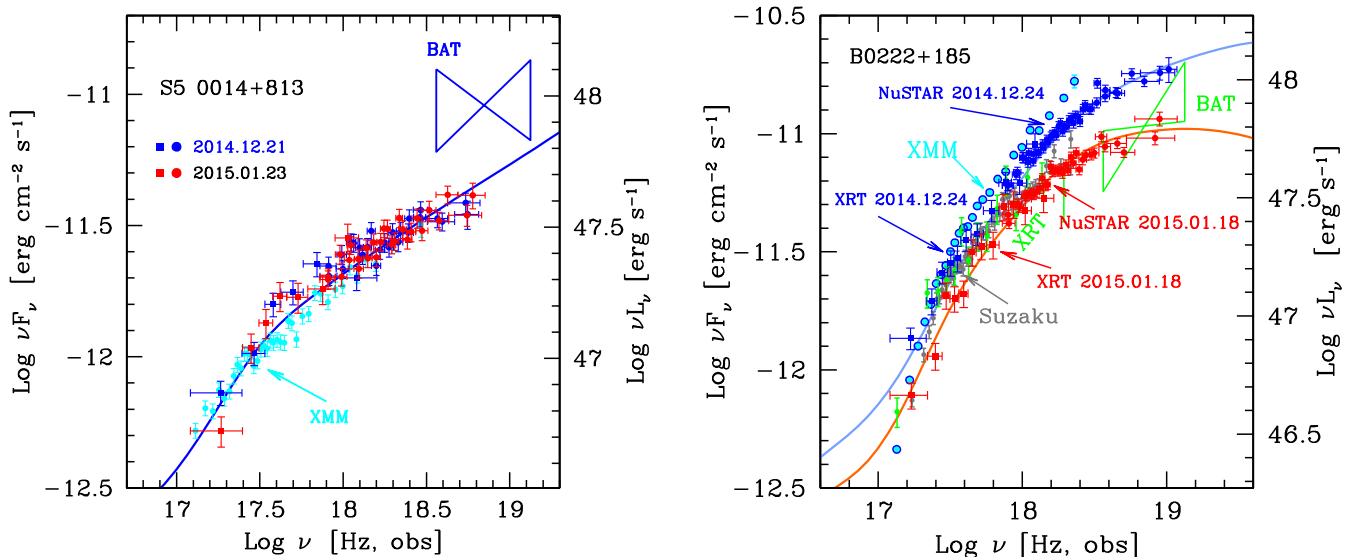 S5 0014+813
BAT
2014.12.21
2015.01.23
XMM
Log νFν [erg cm−2 s−1]
−11
−11.5
−12
−12.5
17
17.5
18
18.5
19
Log ν [Hz, obs]
48
47.5
47
Log νLν [erg s−1]
B0222+185
NuSTAR 2014.12.24
BAT
XMM
XRT 2014.12.24
XRT
NuSTAR 2015.01.18
XRT 2015.01.18
Suzaku
Log νFν [erg cm−2 s−1]
−10.5
−11
−11.5
−12
−12.5
17
18
19
Log ν [Hz, obs]
48
47.5
47
46.5
Log νLν [erg s−1]